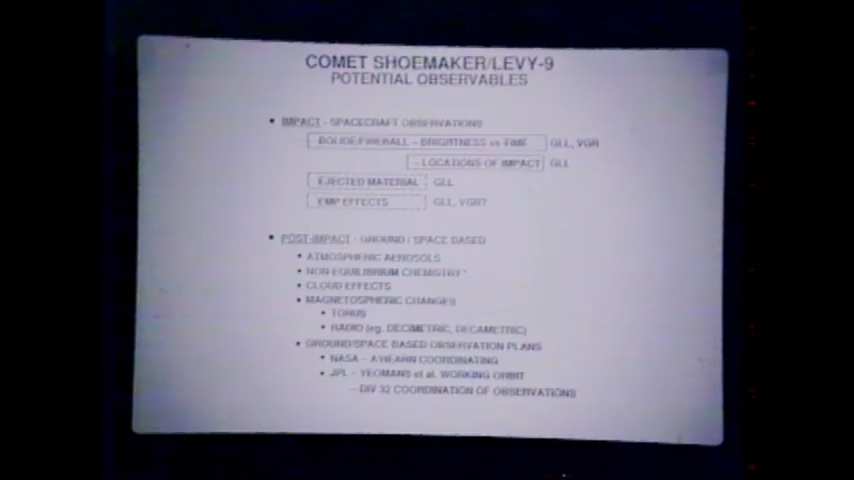 COMET SHOEMAKER/LEVY-9
POTENTIAL OBSERVABLES
• IMPACT - SPACECRAFT OBSERVATIONS
BOLIDE/FIREBALL - BRIGHTNESS vs TIME GLL, VGR
- LOCATIONS OF IMPACT GLL
EJECTED MATERIAL GLL
EMP EFFECTS GLL, VGR?
• POST-IMPACT - GROUND / SPACE BASED
• ATMOSPHERIC AEROSOLS
• NON EQUILIBRIUM CHEMISTRY
• CLOUD EFFECTS
• MAGNETOSPHERIC CHANGES
• TORUS
• RADIO (eg. DECIMETRIC, DECAMETRIC)
• GROUND/SPACE BASED OBSERVATION PLANS
• NASA - A'HEARN COORDINATING
• JPL - YEOMANS et al. WORKING ORBIT
- DIV 32 COORDINATION OF OBSERVATIONS